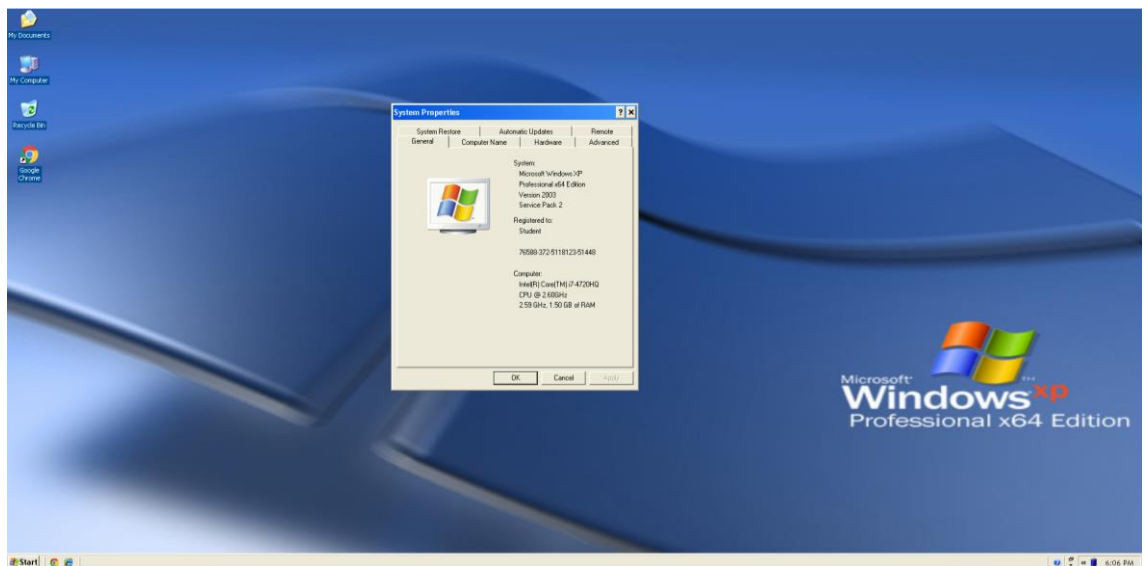 My Documents
My Computer
Recycle Bin
Google
Chrome
System Properties
System Restore
Automatic Updates
Remote
General
Computer Name
Hardware
Advanced
System:
Microsoft Windows XP
Professional x64 Edition
Version 2003
Service Pack 2
Registered to:
Student
76588-372-5118123-51448
Computer:
Intel(R) Core(TM) i7-4720HQ
CPU @ 2.60GHz
2.59 GHz, 1.50 GB of RAM
OK
Cancel
Apply
Microsoft
Windows xp
TM
Professional x64 Edition
Start
6:06 PM